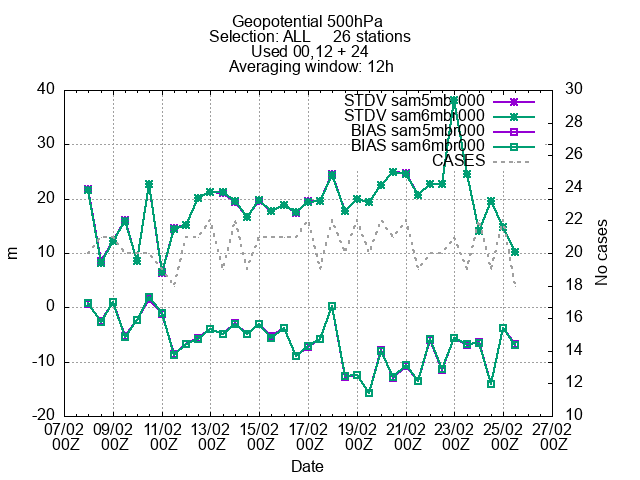 Geopotential 500hPa
Selection: ALL 26 stations
Used 00,12 + 24
Averaging window: 12h
STDV sam5mbr000
STDV sam6mbr000
BIAS sam5mbr000
BIAS sam6mbr000
CASES
40
30
20
10
0
-10
-20
m
30
28
26
24
22
20
18
16
14
12
10
No cases
07/02 09/02 11/02 13/02 15/02 17/02 19/02 21/02 23/02 25/02 27/02
00Z 00Z 00Z 00Z 00Z 00Z 00Z 00Z 00Z 00Z 00Z
Date